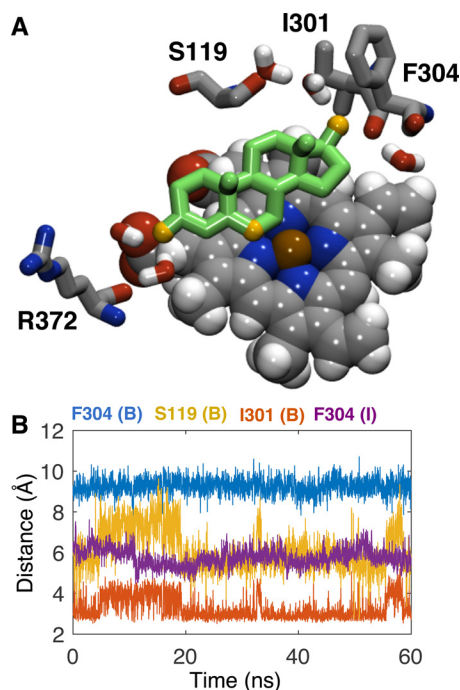 A
I301
S119
F304
R372
B
F304 (B) S119 (B) I301 (B) F304 (I)
12
10
8
6
4
2
Distance (Å)
0 20 40 60
Time (ns)